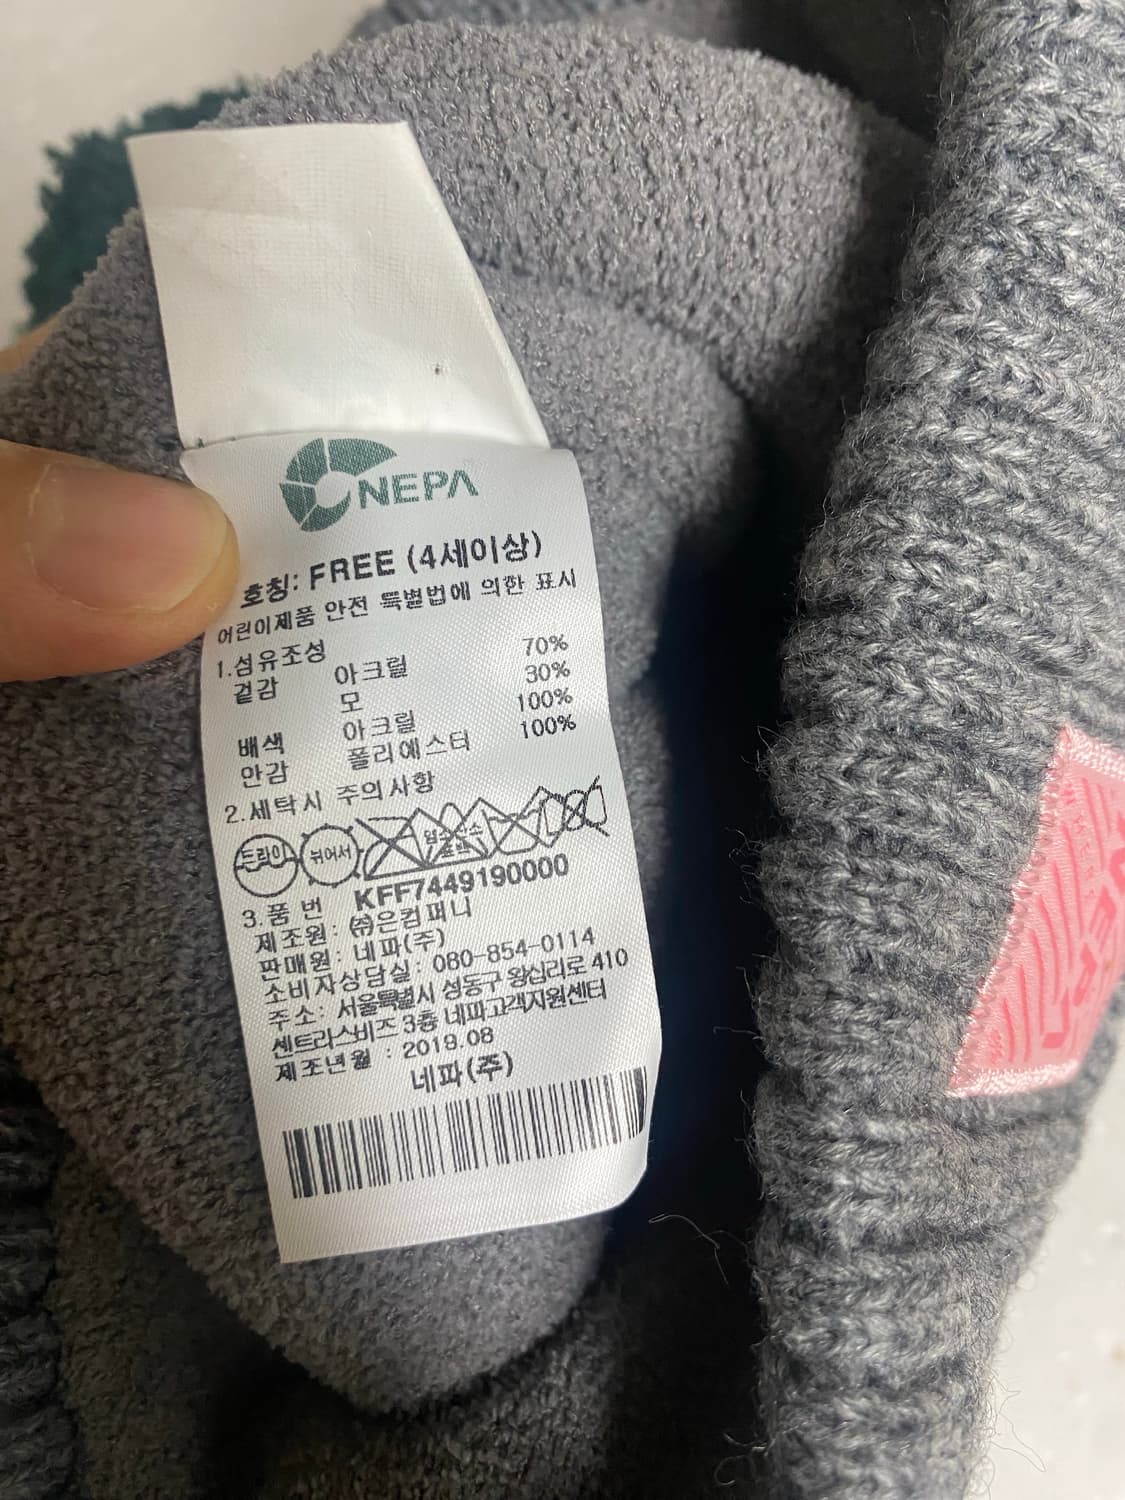 NEPA
호칭: FREE (4세이상)
어린이제품 안전 특별법에 의한 표시
1.섬유조성
겉감 아크릴 70%
모 30%
배색 아크릴 100%
안감 폴리에스터 100%
2.세탁시 주의사항
드라이 뉘어서
3.품 번 KFF7449190000
제조원 : ㈜은컴퍼니
판매원 : 네파(주)
소비자상담실 : 080-854-0114
주소: 서울특별시 성동구 왕십리로 410
센트라스비즈 3층 네파고객지원센터
제조년월 : 2019.08
네파(주)